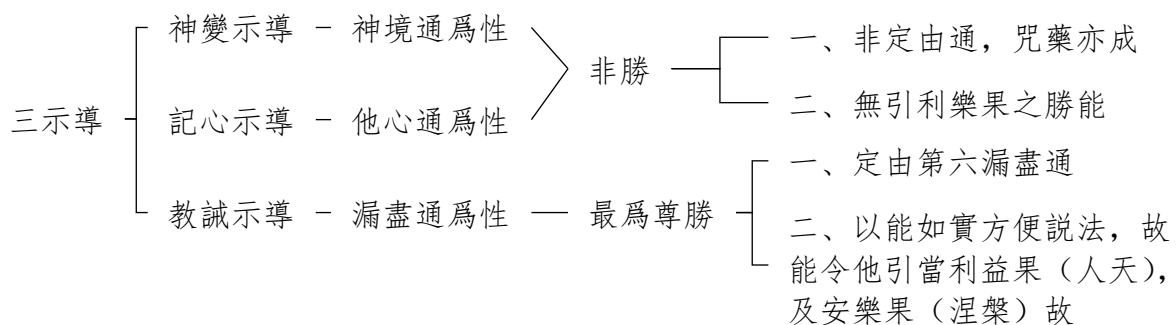 三示導
神變示導 – 神境通爲性
記心示導 – 他心通爲性
非勝
一、非定由通，咒藥亦成
二、無引利樂果之勝能
教誡示導 – 漏盡通爲性
最爲尊勝
一、定由第六漏盡通
二、以能如實方便説法，故
能令他引當利益果（人天），
及安樂果（涅槃）故